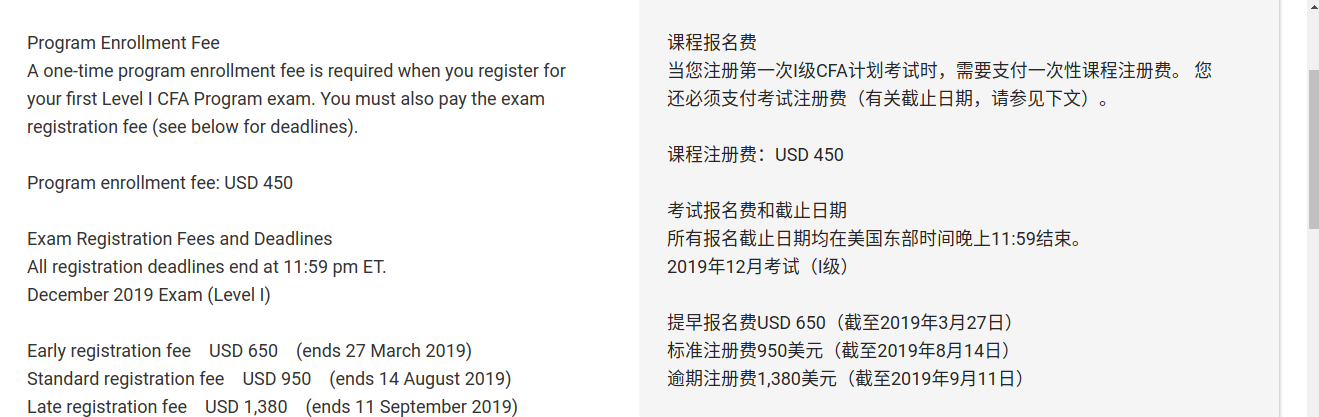 Program Enrollment Fee
A one-time program enrollment fee is required when you register for
your first Level I CFA Program exam. You must also pay the exam
registration fee (see below for deadlines).
Program enrollment fee: USD 450
Exam Registration Fees and Deadlines
All registration deadlines end at 11:59 pm ET.
December 2019 Exam (Level I)
Early registration fee USD 650 (ends 27 March 2019)
Standard registration fee USD 950 (ends 14 August 2019)
Late registration fee USD 1,380 (ends 11 September 2019)
课程报名费
当您注册第一次I级CFA计划考试时，需要支付一次性课程注册费。 您
还必须支付考试注册费（有关截止日期，请参见下文）。
课程注册费：USD 450
考试报名费和截止日期
所有报名截止日期均在美国东部时间晚上11:59结束。
2019年12月考试（I级）
提早报名费USD 650（截至2019年3月27日）
标准注册费950美元（截至2019年8月14日）
逾期注册费1,380美元（截至2019年9月11日）